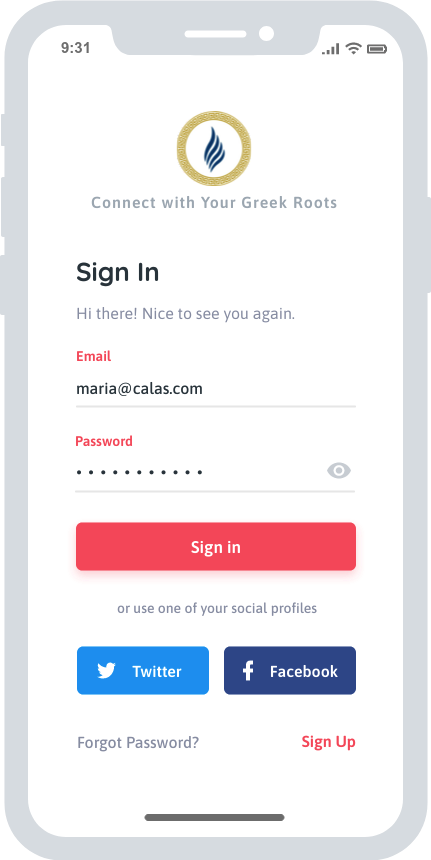 9:31
Connect with Your Greek Roots
Sign In
Hi there! Nice to see you again.
Email
maria@calas.com
Password
• • • • • • • • • • •
Sign in
or use one of your social profiles
Twitter Facebook
Forgot Password? Sign Up